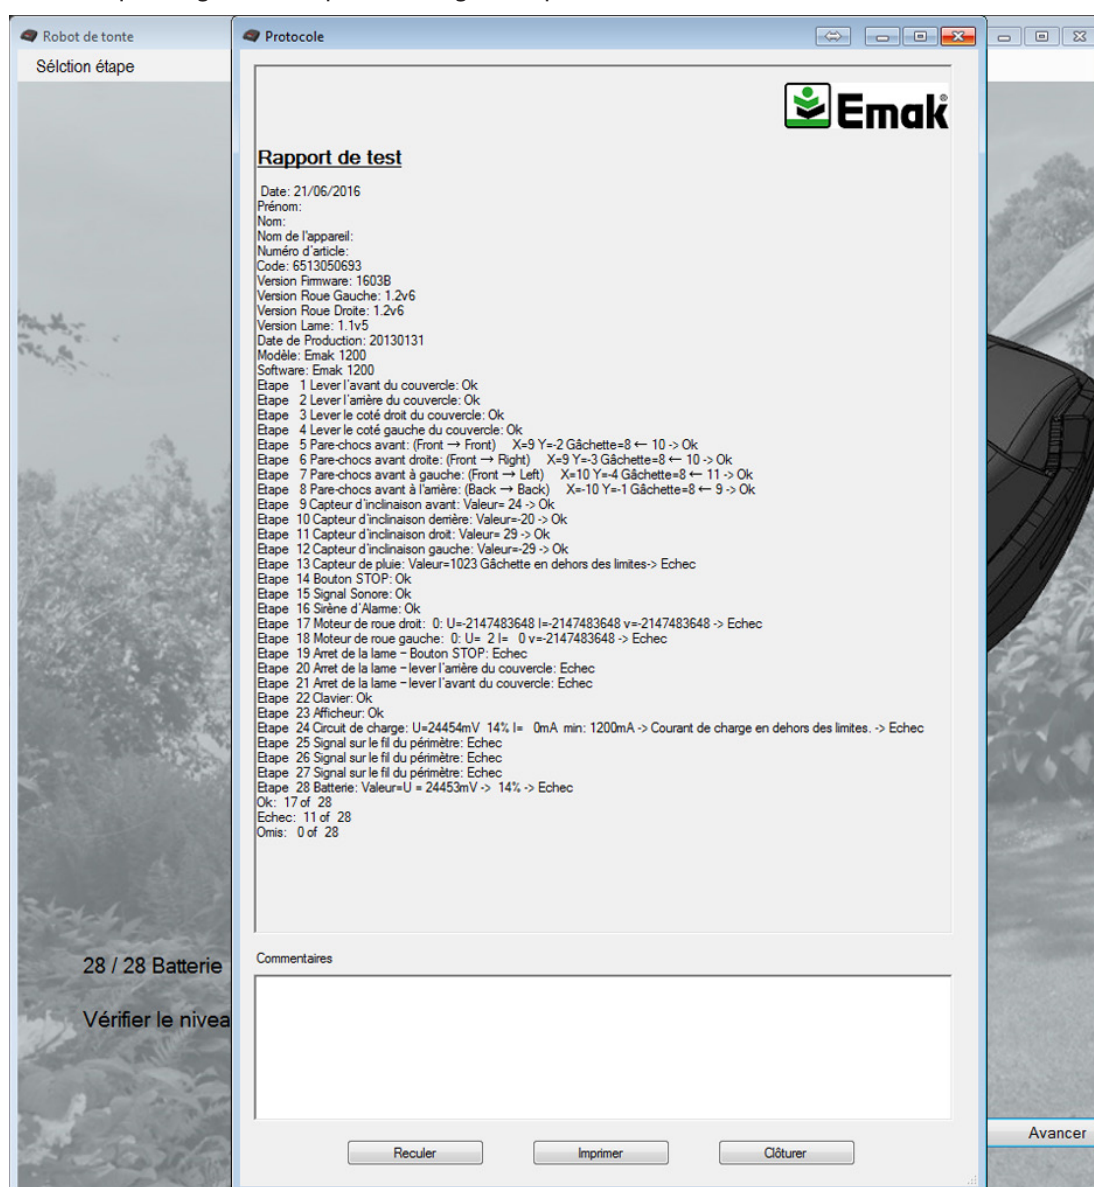 Robot de tonte
Protocole
Sélction étape
Emak
Rapport de test
Date: 21/06/2016
Prénom:
Nom:
Nom de l'appareil:
Numéro d'article:
Code: 6513050693
Version Firmware: 1603B
Version Roue Gauche: 1.2v6
Version Roue Droite: 1.2v6
Version Lame: 1.1v5
Date de Production: 20130131
Modèle: Emak 1200
Software: Emak 1200
Etape 1 Lever l'avant du couvercle: Ok
Etape 2 Lever l'arrière du couvercle: Ok
Etape 3 Lever le coté droit du couvercle: Ok
Etape 4 Lever le coté gauche du couvercle: Ok
Etape 5 Pare-chocs avant: (Front → Front) X=9 Y=-2 Gâchette=8 ← 10 -> Ok
Etape 6 Pare-chocs avant droite: (Front → Right) X=9 Y=-3 Gâchette=8 ← 10 -> Ok
Etape 7 Pare-chocs avant à gauche: (Front → Left) X=10 Y=-4 Gâchette=8 ← 11 -> Ok
Etape 8 Pare-chocs avant à l'arrière: (Back → Back) X=-10 Y=-1 Gâchette=8 ← 9 -> Ok
Etape 9 Capteur d'inclinaison avant: Valeur= 24 -> Ok
Etape 10 Capteur d'inclinaison derrière: Valeur=-20 -> Ok
Etape 11 Capteur d'inclinaison droit: Valeur= 29 -> Ok
Etape 12 Capteur d'inclinaison gauche: Valeur=-29 -> Ok
Etape 13 Capteur de pluie: Valeur=1023 Gâchette en dehors des limites-> Echec
Etape 14 Bouton STOP: Ok
Etape 15 Signal Sonore: Ok
Etape 16 Sirène d'Alarme: Ok
Etape 17 Moteur de roue droit: 0: U=-2147483648 I=-2147483648 v=-2147483648 -> Echec
Etape 18 Moteur de roue gauche: 0: U= 2 I= 0 v=-2147483648 -> Echec
Etape 19 Arret de la lame – Bouton STOP: Echec
Etape 20 Arret de la lame – lever l'arrière du couvercle: Echec
Etape 21 Arret de la lame – lever l'avant du couvercle: Echec
Etape 22 Clavier: Ok
Etape 23 Afficheur: Ok
Etape 24 Circuit de charge: U=24454mV 14% I= 0mA min: 1200mA -> Courant de charge en dehors des limites. -> Echec
Etape 25 Signal sur le fil du périmètre: Echec
Etape 26 Signal sur le fil du périmètre: Echec
Etape 27 Signal sur le fil du périmètre: Echec
Etape 28 Batterie: Valeur=U = 24453mV -> 14% -> Echec
Ok: 17 of 28
Echec: 11 of 28
Omis: 0 of 28
28 / 28 Batterie
Commentaires
Vérifier le nivea
Avancer
Reculer
Imprimer
Clôturer